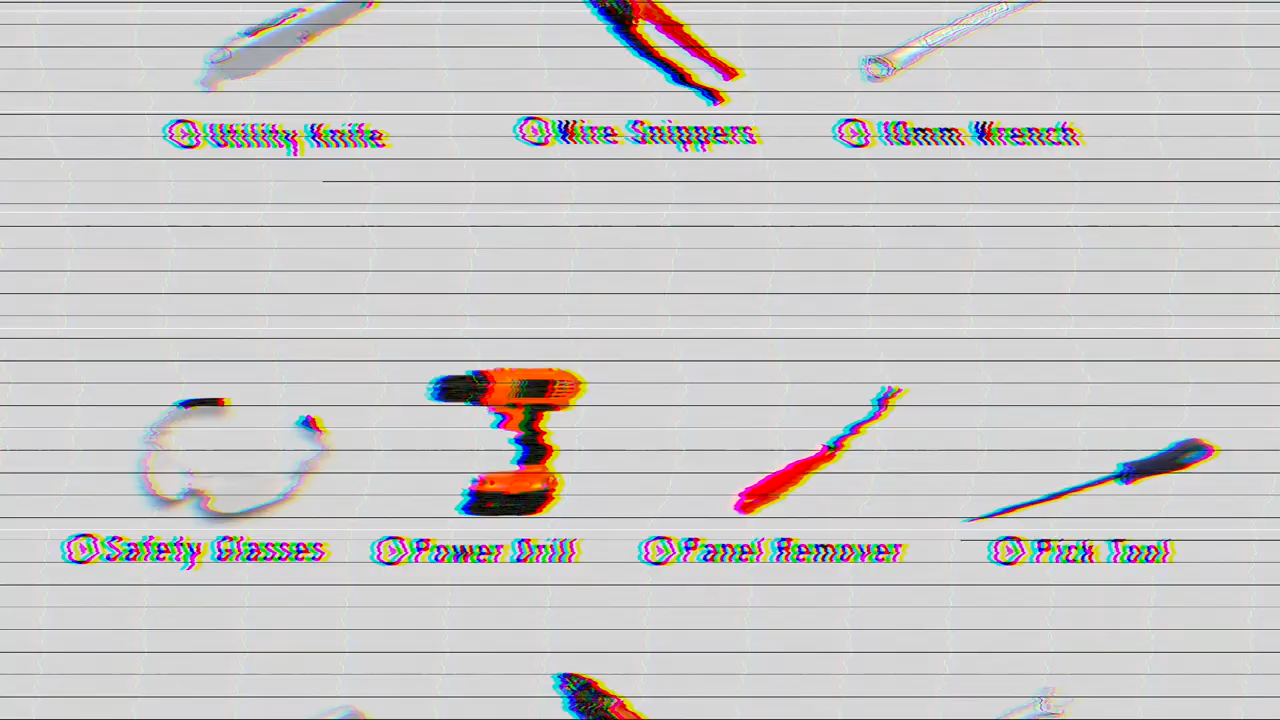 Utility Knife
Wire Snippers
10mm Wrench
Safety Glasses
Power Drill
Panel Remover
Pick Tool